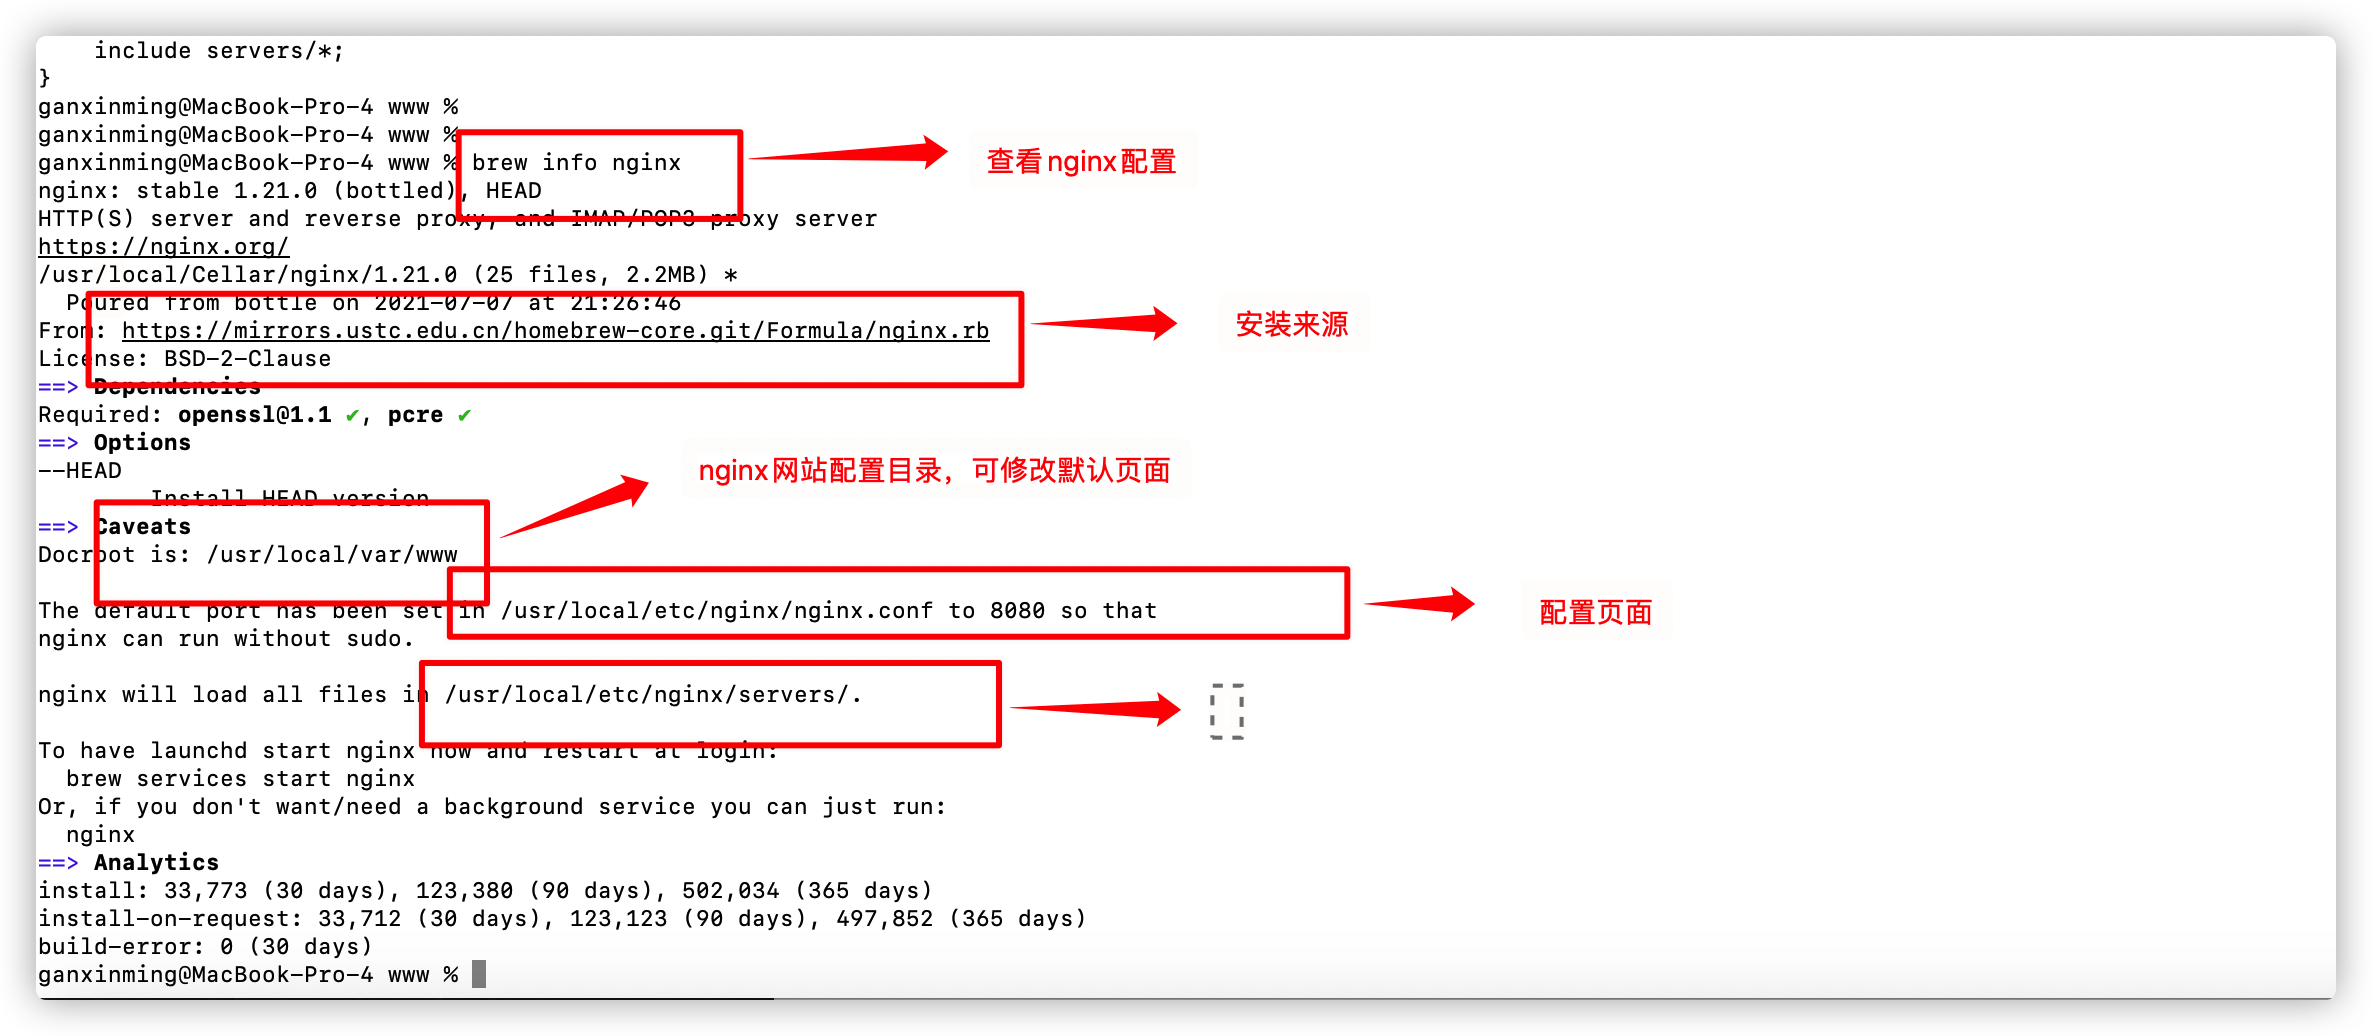 include servers/*;
}
ganxinming@MacBook-Pro-4 www %
ganxinming@MacBook-Pro-4 www %
ganxinming@MacBook-Pro-4 www % brew info nginx
查看nginx配置
nginx: stable 1.21.0 (bottled), HEAD
HTTP(S) server and reverse proxy, and IMAP/POP3 proxy server
https://nginx.org/
/usr/local/Cellar/nginx/1.21.0 (25 files, 2.2MB) *
Poured from bottle on 2021-07-07 at 21:26:46
From: https://mirrors.ustc.edu.cn/homebrew-core.git/Formula/nginx.rb
安装来源
License: BSD-2-Clause
==> Dependencies
Required: openssl@1.1 ✔, pcre ✔
==> Options
--HEAD
nginx网站配置目录，可修改默认页面
Install HEAD version
==> Caveats
Docroot is: /usr/local/var/www
The default port has been set in /usr/local/etc/nginx/nginx.conf to 8080 so that
配置页面
nginx can run without sudo.
nginx will load all files in /usr/local/etc/nginx/servers/.
To have launchd start nginx now and restart at login:
brew services start nginx
Or, if you don't want/need a background service you can just run:
nginx
==> Analytics
install: 33,773 (30 days), 123,380 (90 days), 502,034 (365 days)
install-on-request: 33,712 (30 days), 123,123 (90 days), 497,852 (365 days)
build-error: 0 (30 days)
ganxinming@MacBook-Pro-4 www %